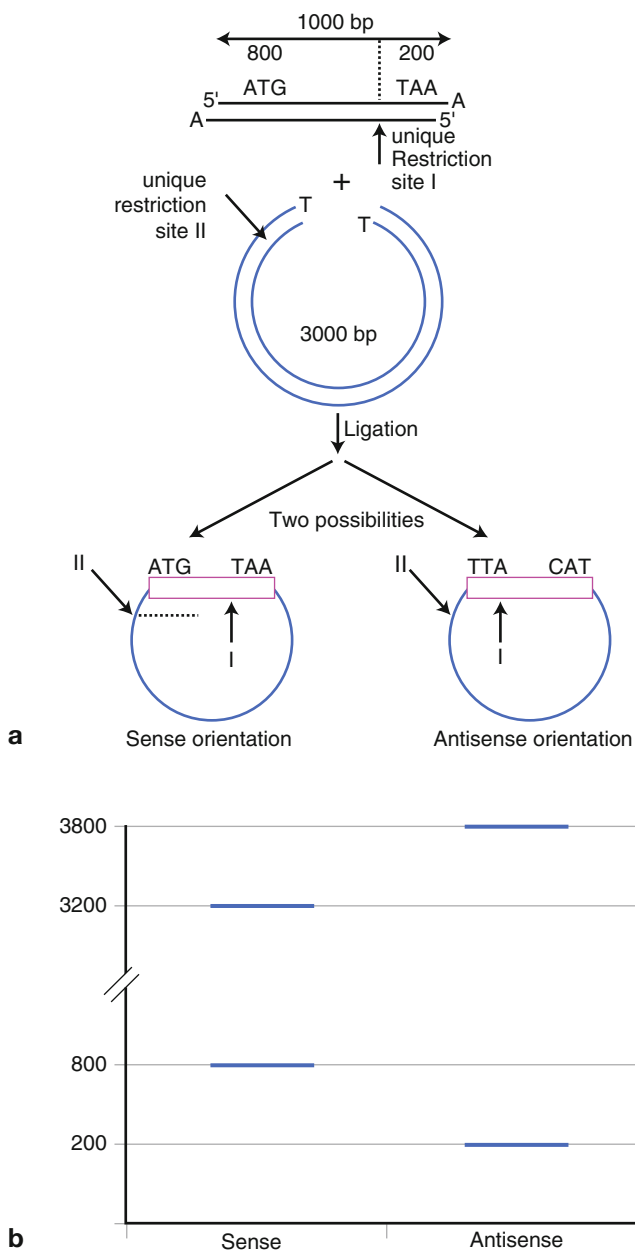 1000 bp
800 200
ATG TAA
5' A
A 5'
unique
Restriction
site I
+
unique
restriction
site II
T
T
3000 bp
Ligation
Two possibilities
II ATG TAA
I
Sense orientation
II TTA CAT
I
Antisense orientation
a
3800
3200
800
200
Sense Antisense
b